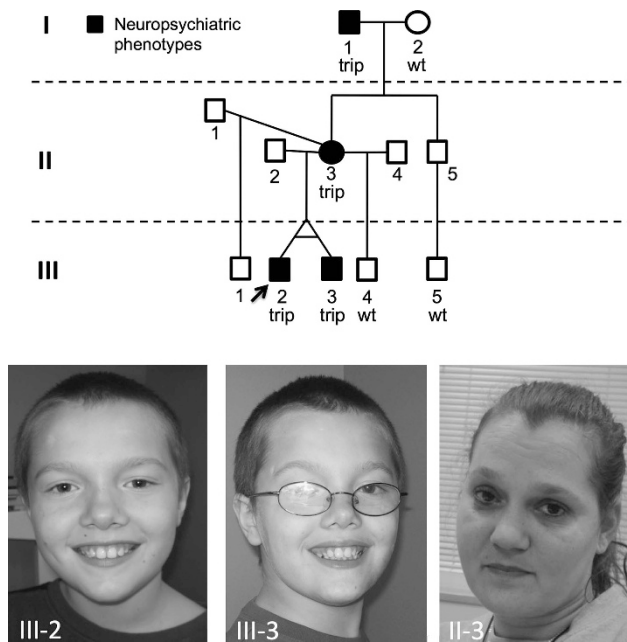 I
Neuropsychiatric
phenotypes
1 2
trip wt
1
II
2 3 4 5
trip
III
1 2 3 4 5
trip trip wt wt
III-2 III-3 II-3